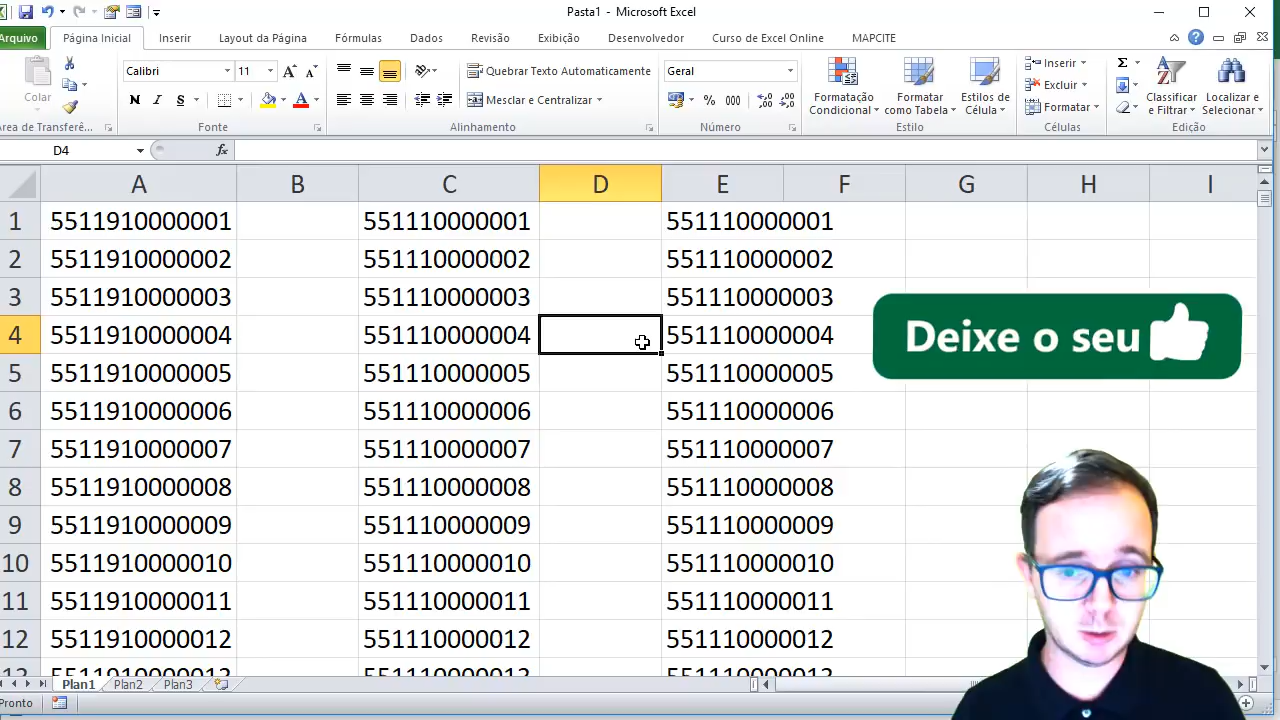 Pasta1 - Microsoft Excel
Arquivo Página Inicial Inserir Layout da Página Fórmulas Dados Revisão Exibição Desenvolvedor Curso de Excel Online MAPCITE
Colar
Calibri 11
N I S
Quebrar Texto Automaticamente
Mesclar e Centralizar
Geral
% 000
Formatação Condicional
Formatar como Tabela
Estilos de Célula
Inserir
Excluir
Formatar
Classificar e Filtrar
Localizar e Selecionar
Área de Transferê... Fonte Alinhamento Número Estilo Células Edição
D4 fx
A B C D E F G H I
1 5511910000001 551110000001 551110000001
2 5511910000002 551110000002 551110000002
3 5511910000003 551110000003 551110000003
4 5511910000004 551110000004 551110000004
5 5511910000005 551110000005 551110000005
6 5511910000006 551110000006 551110000006
7 5511910000007 551110000007 551110000007
8 5511910000008 551110000008 551110000008
9 5511910000009 551110000009 551110000009
10 5511910000010 551110000010 551110000010
11 5511910000011 551110000011 551110000011
12 5511910000012 551110000012 551110000012
Deixe o seu
Plan1 Plan2 Plan3
Pronto